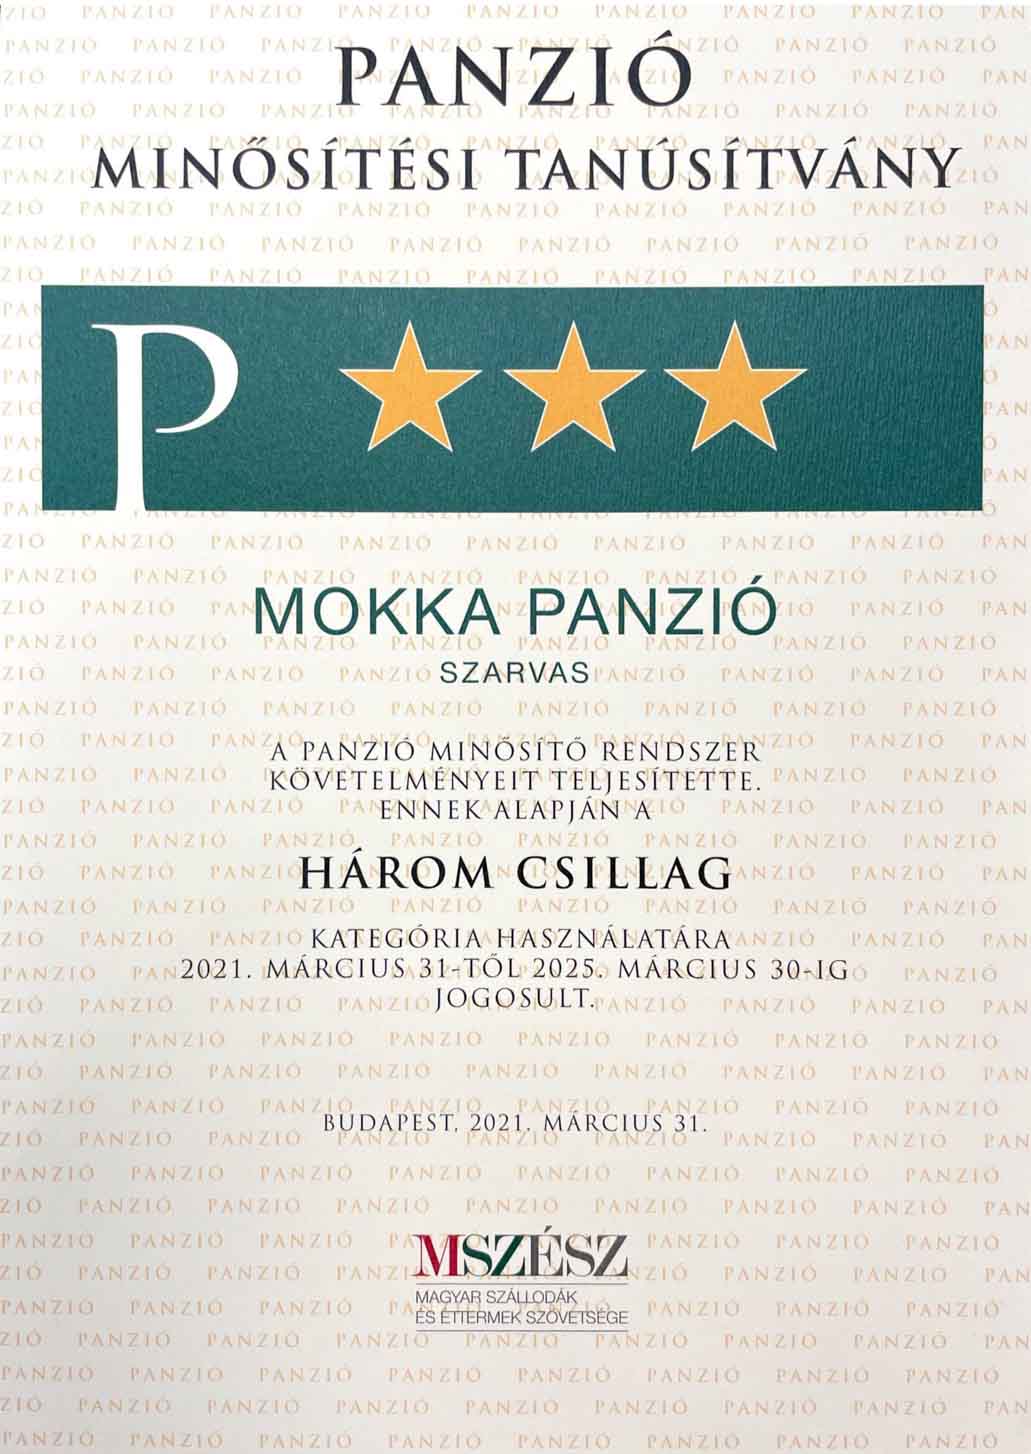 PANZIÓ
MINŐSÍTÉSI TANÚSÍTVÁNY
P
MOKKA PANZIÓ
SZARVAS
A PANZIÓ MINŐSÍTŐ RENDSZER
KÖVETELMÉNYEIT TELJESÍTETTE.
ENNEK ALAPJÁN A
HÁROM CSILLAG
KATEGÓRIA HASZNÁLATÁRA
2021. MÁRCIUS 31-TŐL 2025. MÁRCIUS 30-IG
JOGOSULT.
BUDAPEST, 2021. MÁRCIUS 31.
MSZÉSZ
MAGYAR SZÁLLODÁK
ÉS ÉTTERMEK SZÖVETSÉGE